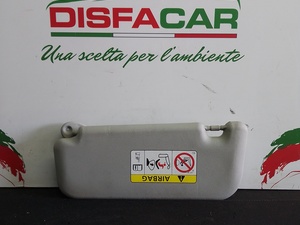 DISFACAR
Una scelta per l'ambiente
AIRBAG